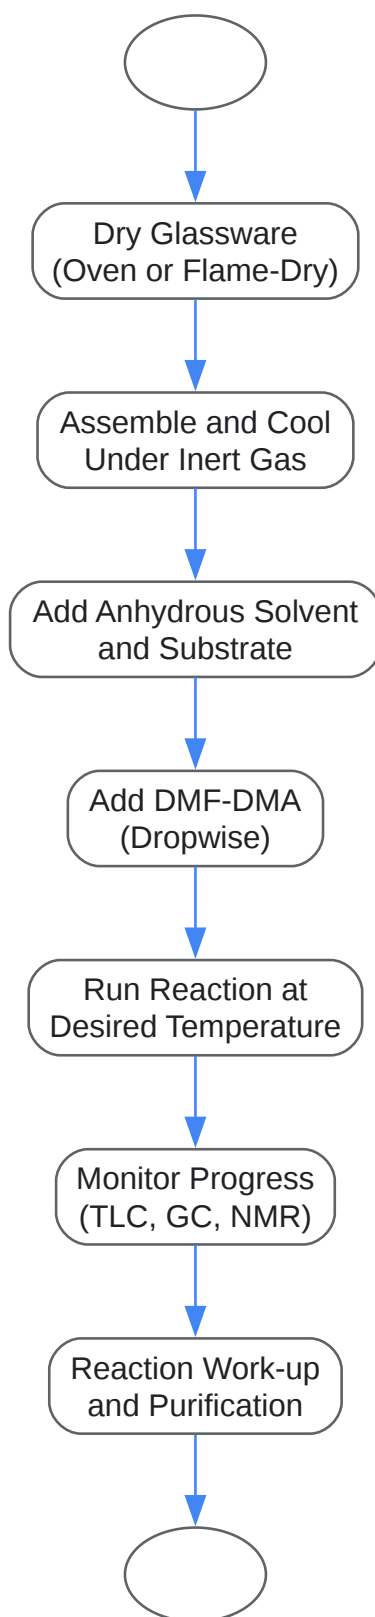 Dry Glassware
(Oven or Flame-Dry)
Assemble and Cool
Under Inert Gas
Add Anhydrous Solvent
and Substrate
Add DMF-DMA
(Dropwise)
Run Reaction at
Desired Temperature
Monitor Progress
(TLC, GC, NMR)
Reaction Work-up
and Purification